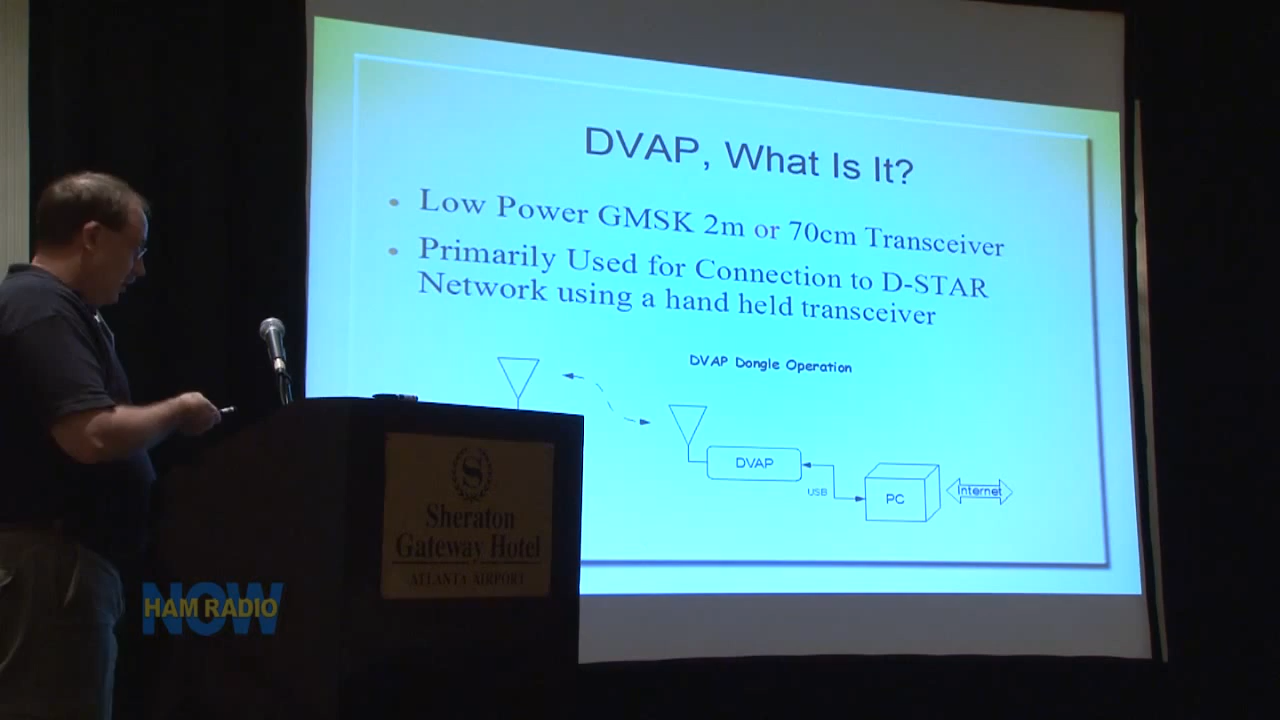 DVAP, What Is It?
• Low Power GMSK 2m or 70cm Transceiver
• Primarily Used for Connection to D-STAR
Network using a hand held transceiver
DVAP Dongle Operation
DVAP
USB
PC
Internet
S
Sheraton
Gateway Hotel
ATLANTA AIRPORT
NOW
HAM RADIO